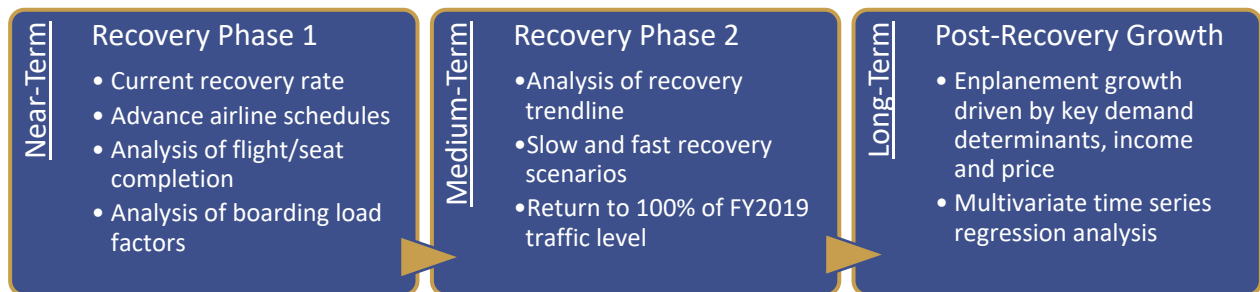 Near-Term
Recovery Phase 1
• Current recovery rate
• Advance airline schedules
• Analysis of flight/seat
completion
• Analysis of boarding load
factors
Medium-Term
Recovery Phase 2
•Analysis of recovery
trendline
•Slow and fast recovery
scenarios
•Return to 100% of FY2019
traffic level
Long-Term
Post-Recovery Growth
• Enplanement growth
driven by key demand
determinants, income
and price
• Multivariate time series
regression analysis